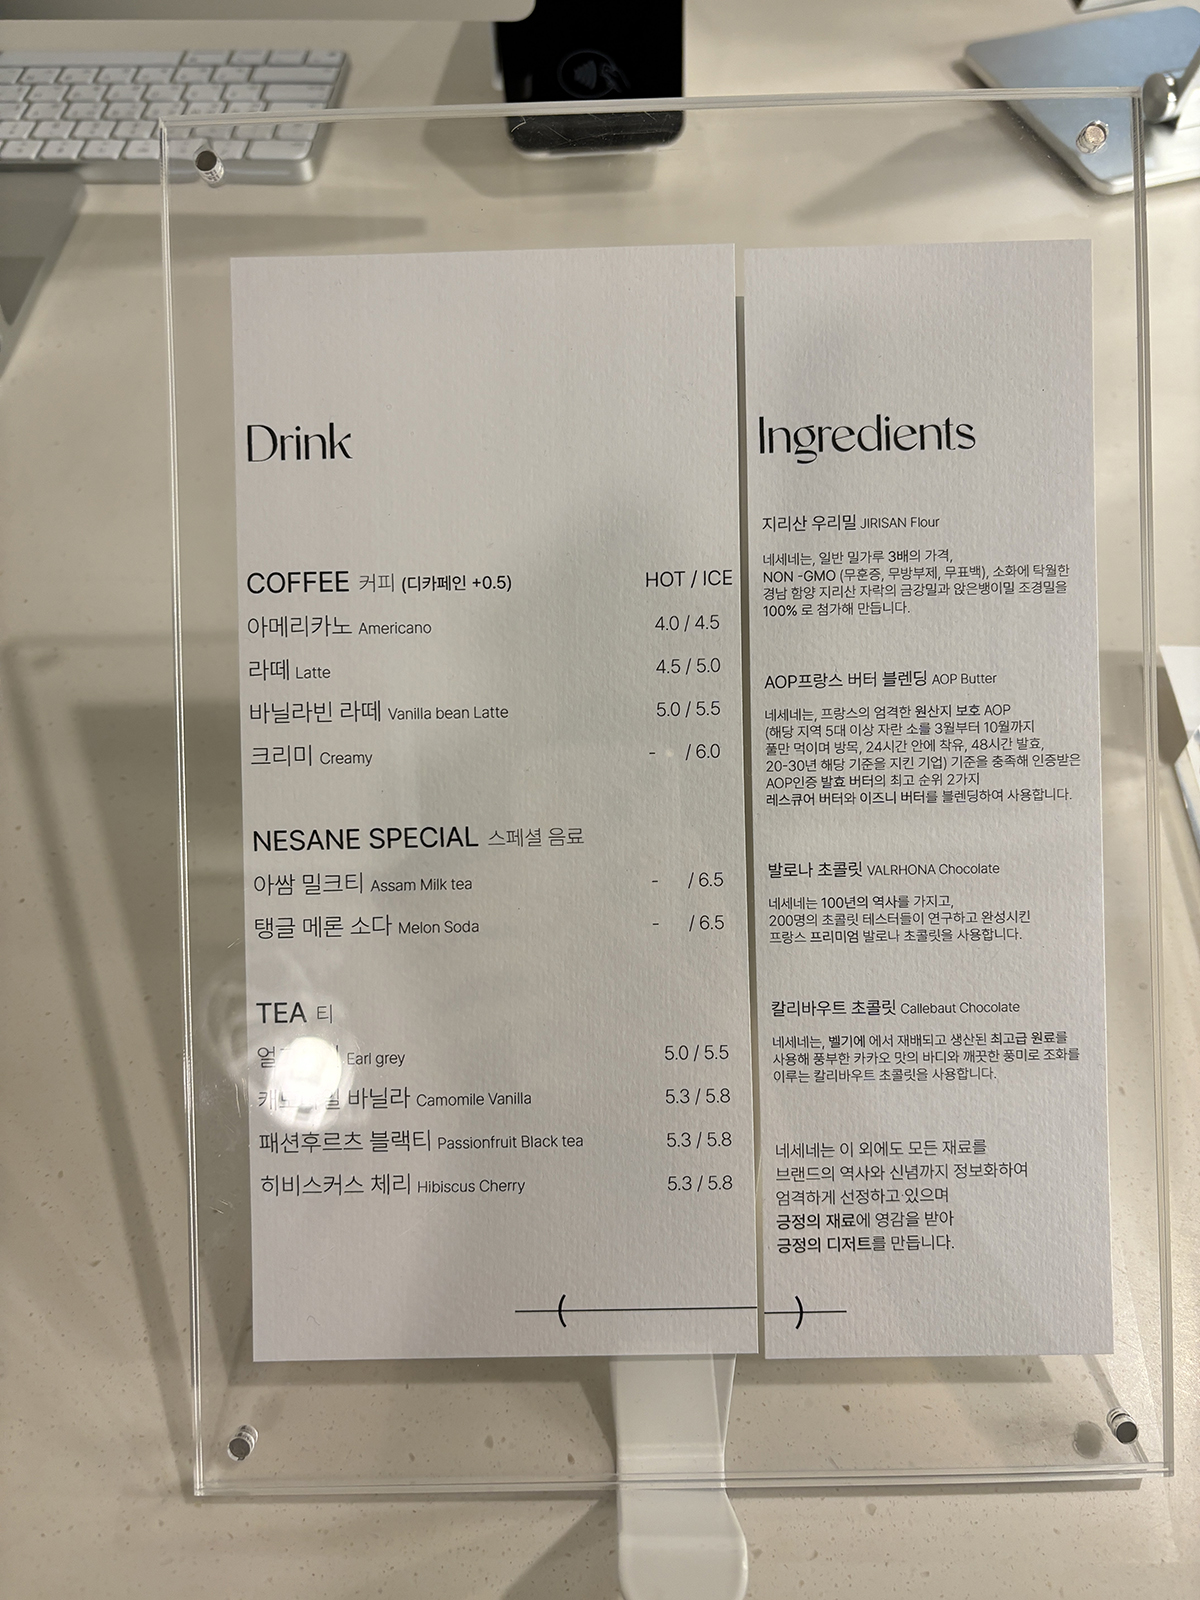 Drink
COFFEE 커피 (디카페인 +0.5) HOT / ICE
아메리카노 Americano 4.0 / 4.5
라떼 Latte 4.5 / 5.0
바닐라빈 라떼 Vanilla bean Latte 5.0 / 5.5
크리미 Creamy - / 6.0
NESANE SPECIAL 스페셜 음료
아쌈 밀크티 Assam Milk tea - / 6.5
탱글 메론 소다 Melon Soda - / 6.5
TEA 티
Earl grey 5.0 / 5.5
바닐라 Camomile Vanilla 5.3 / 5.8
패션후르츠 블랙티 Passionfruit Black tea 5.3 / 5.8
히비스커스 체리 Hibiscus Cherry 5.3 / 5.8
Ingredients
지리산 우리밀 JIRISAN Flour
네세네는, 일반 밀가루 3배의 가격,
NON -GMO (무훈증, 무방부제, 무표백), 소화에 탁월한
경남 함양 지리산 자락의 금강밀과 앉은뱅이밀 조경밀을
100% 로 첨가해 만듭니다.
AOP프랑스 버터 블렌딩 AOP Butter
네세네는, 프랑스의 엄격한 원산지 보호 AOP
(해당 지역 5대 이상 자란 소를 3월부터 10월까지
풀만 먹이며 방목, 24시간 안에 착유, 48시간 발효,
20-30년 해당 기준을 지킨 기업) 기준을 충족해 인증받은
AOP인증 발효 버터의 최고 순위 2가지
레스큐어 버터와 이즈니 버터를 블렌딩하여 사용합니다.
발로나 초콜릿 VALRHONA Chocolate
네세네는 100년의 역사를 가지고,
200명의 초콜릿 테스터들이 연구하고 완성시킨
프랑스 프리미엄 발로나 초콜릿을 사용합니다.
칼리바우트 초콜릿 Callebaut Chocolate
네세네는, 벨기에 에서 재배되고 생산된 최고급 원료를
사용해 풍부한 카카오 맛의 바디와 깨끗한 풍미로 조화를
이루는 칼리바우트 초콜릿을 사용합니다.
네세네는 이 외에도 모든 재료를
브랜드의 역사와 신념까지 정보화하여
엄격하게 선정하고 있으며
긍정의 재료에 영감을 받아
긍정의 디저트를 만듭니다.